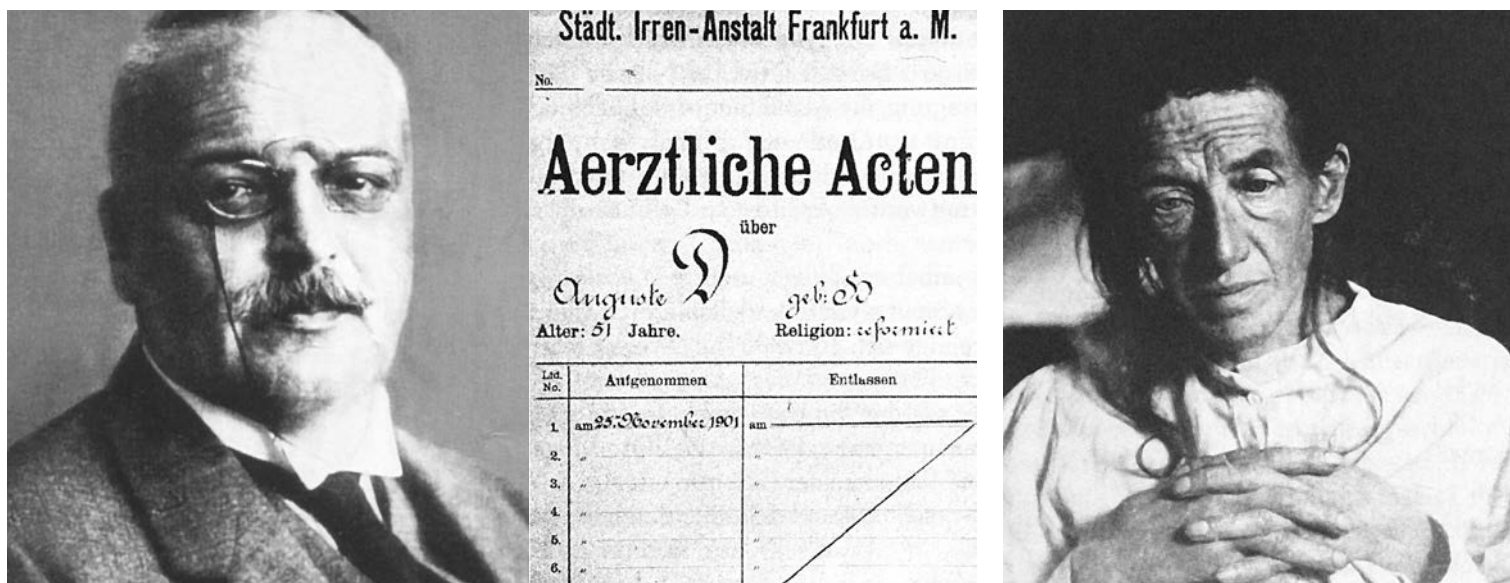 Städt. Irren-Anstalt Frankfurt a. M.
No.
Aerztliche Acten
über
Auguste D geb: H
Alter: 51 Jahre. Religion: reformiert
Lfd. No. Aufgenommen Entlassen
1. am 25. November 1901 am
2. „ „
3. „ „
4. „ „
5. „ „
6. „ „